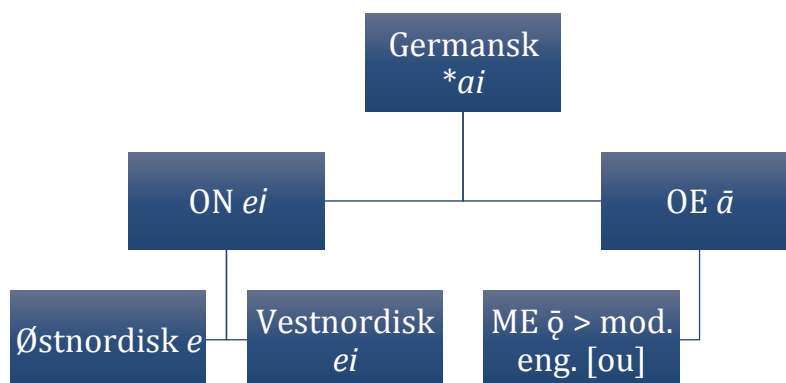 Germansk
*ai
ON ei
OE ā
Østnordisk e
Vestnordisk
ei
ME ǭ > mod.
eng. [ou]